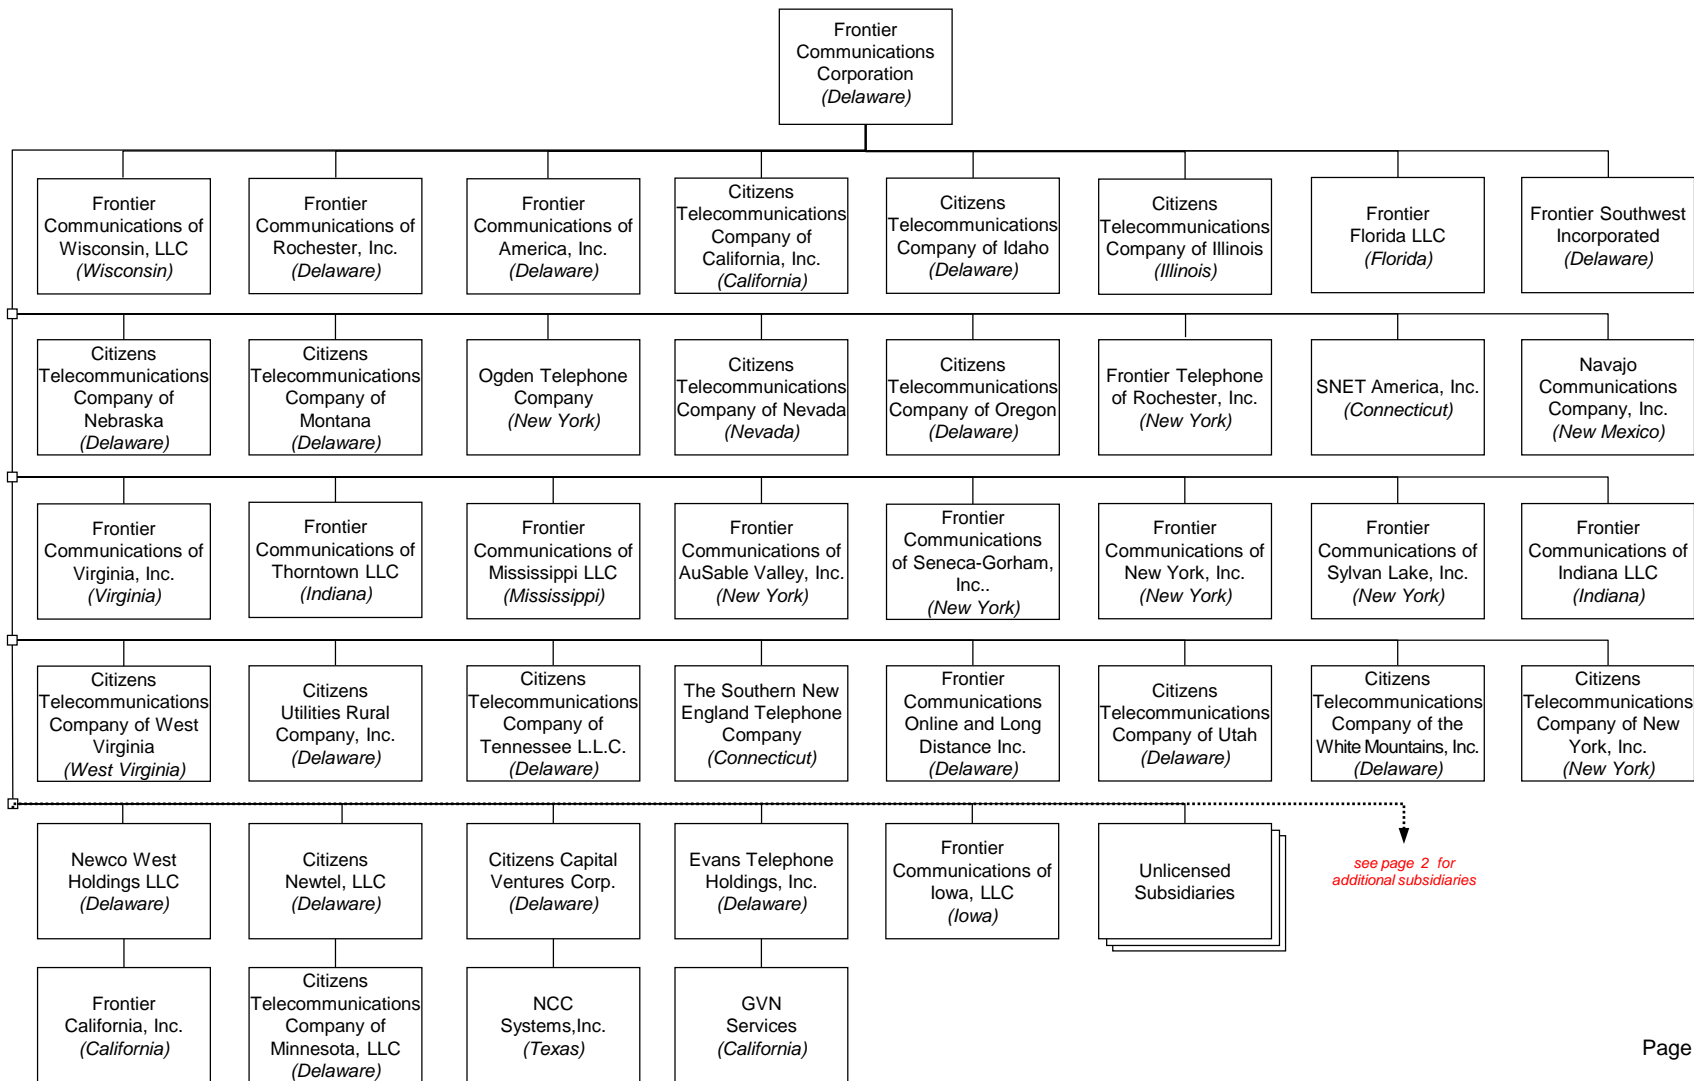 Frontier
Communications
Corporation
(Delaware)
Frontier
Communications of
Wisconsin, LLC
(Wisconsin)
Frontier
Communications of
Rochester, Inc.
(Delaware)
Frontier
Communications of
America, Inc.
(Delaware)
Citizens
Telecommunications
Company of
California, Inc.
(California)
Citizens
Telecommunications
Company of Idaho
(Delaware)
Citizens
Telecommunications
Company of Illinois
(Illinois)
Frontier
Florida LLC
(Florida)
Frontier Southwest
Incorporated
(Delaware)
Citizens
Telecommunications
Company of
Nebraska
(Delaware)
Citizens
Telecommunications
Company of
Montana
(Delaware)
Ogden Telephone
Company
(New York)
Citizens
Telecommunications
Company of Nevada
(Nevada)
Citizens
Telecommunications
Company of Oregon
(Delaware)
Frontier Telephone
of Rochester, Inc.
(New York)
SNET America, Inc.
(Connecticut)
Navajo
Communications
Company, Inc.
(New Mexico)
Frontier
Communications of
Virginia, Inc.
(Virginia)
Frontier
Communications of
Thorntown LLC
(Indiana)
Frontier
Communications of
Mississippi LLC
(Mississippi)
Frontier
Communications of
AuSable Valley, Inc.
(New York)
Frontier
Communications
of Seneca-Gorham,
Inc..
(New York)
Frontier
Communications of
New York, Inc.
(New York)
Frontier
Communications of
Sylvan Lake, Inc.
(New York)
Frontier
Communications of
Indiana LLC
(Indiana)
Citizens
Telecommunications
Company of West
Virginia
(West Virginia)
Citizens
Utilities Rural
Company, Inc.
(Delaware)
Citizens
Telecommunications
Company of
Tennessee L.L.C.
(Delaware)
The Southern New
England Telephone
Company
(Connecticut)
Frontier
Communications
Online and Long
Distance Inc.
(Delaware)
Citizens
Telecommunications
Company of Utah
(Delaware)
Citizens
Telecommunications
Company of the
White Mountains, Inc.
(Delaware)
Citizens
Telecommunications
Company of New
York, Inc.
(New York)
Newco West
Holdings LLC
(Delaware)
Citizens
Newtel, LLC
(Delaware)
Citizens Capital
Ventures Corp.
(Delaware)
Evans Telephone
Holdings, Inc.
(Delaware)
Frontier
Communications of
Iowa, LLC
(Iowa)
Unlicensed
Subsidiaries
see page 2 for
additional subsidiaries
Frontier
California, Inc.
(California)
Citizens
Telecommunications
Company of
Minnesota, LLC
(Delaware)
NCC
Systems,Inc.
(Texas)
GVN
Services
(California)
Page